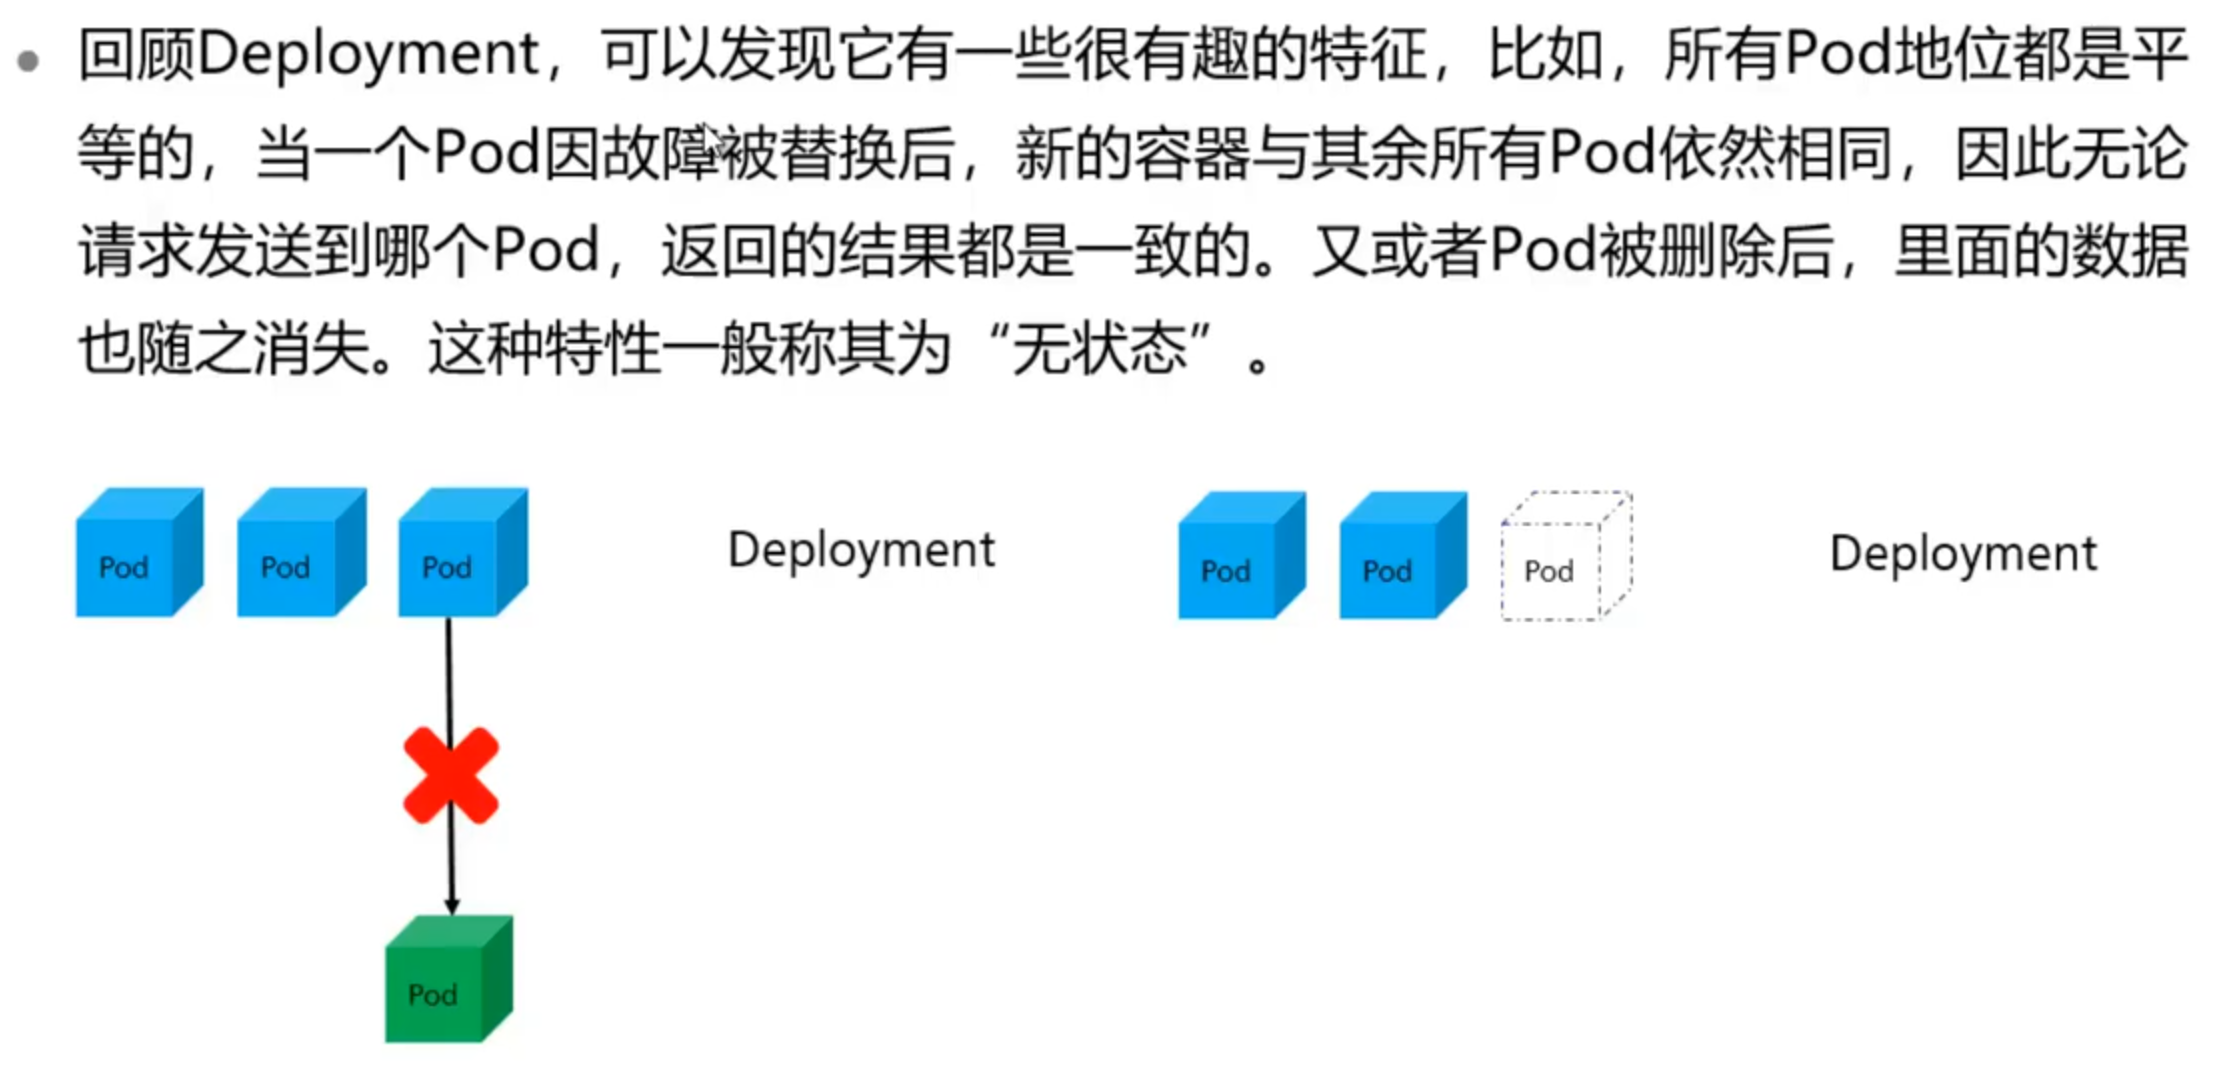 回顾Deployment，可以发现它有一些很有趣的特征，比如，所有Pod地位都是平
等的，当一个Pod因故障被替换后，新的容器与其余所有Pod依然相同，因此无论
请求发送到哪个Pod，返回的结果都是一致的。又或者Pod被删除后，里面的数据
也随之消失。这种特性一般称其为“无状态”。
Pod
Pod
Pod
Deployment
Pod
Pod
Pod
Deployment
Pod